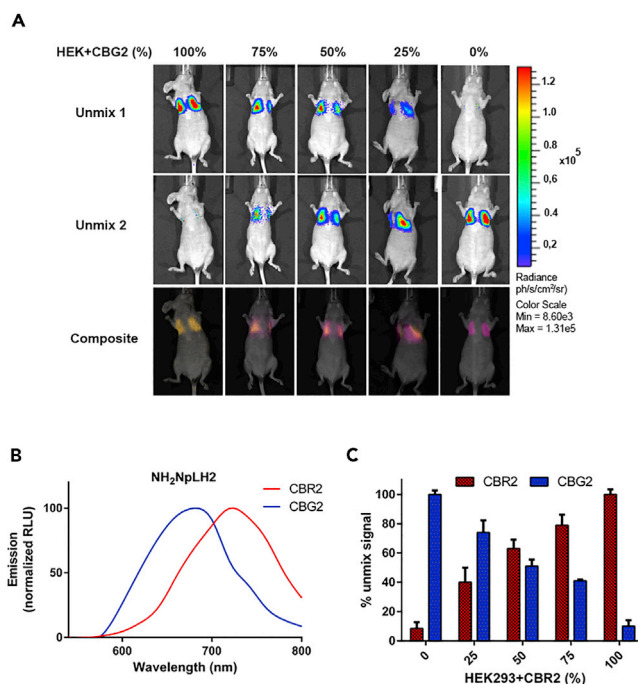 A
HEK+CBG2 (%) 100% 75% 50% 25% 0%
Unmix 1
Unmix 2
Composite
1.2
1.0
0,8
0,6
0,4
0,2
x10⁵
Radiance
ph/s/cm²/sr)
Color Scale
Min = 8.60e3
Max = 1.31e5
B
NH₂NpLH2
CBR2
CBG2
Emission
(normalized RLU)
100
50
0
600 700 800
Wavelength (nm)
C
CBR2 CBG2
% unmix signal
100
80
60
40
20
0
0 25 50 75 100
HEK293+CBR2 (%)